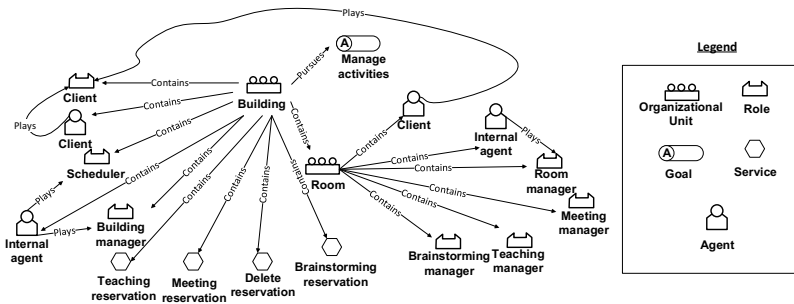 Plays
Manage
activities
Pursues
Legend
Client
Contains
Building
Contains
Plays
Client
Contains
Contains
Client
Internal
agent
Plays
Organizational
Unit
Role
Scheduler
Contains
Contains
Contains
Contains
Contains
Contains
Contains
Contains
Room
Contains
Contains
Room
manager
Goal
Service
Plays
Internal
agent
Plays
Building
manager
Contains
Contains
Contains
Meeting
manager
Agent
Teaching
reservation
Meeting
reservation
Delete
reservation
Brainstorming
reservation
Brainstorming
manager
Teaching
manager
A
A